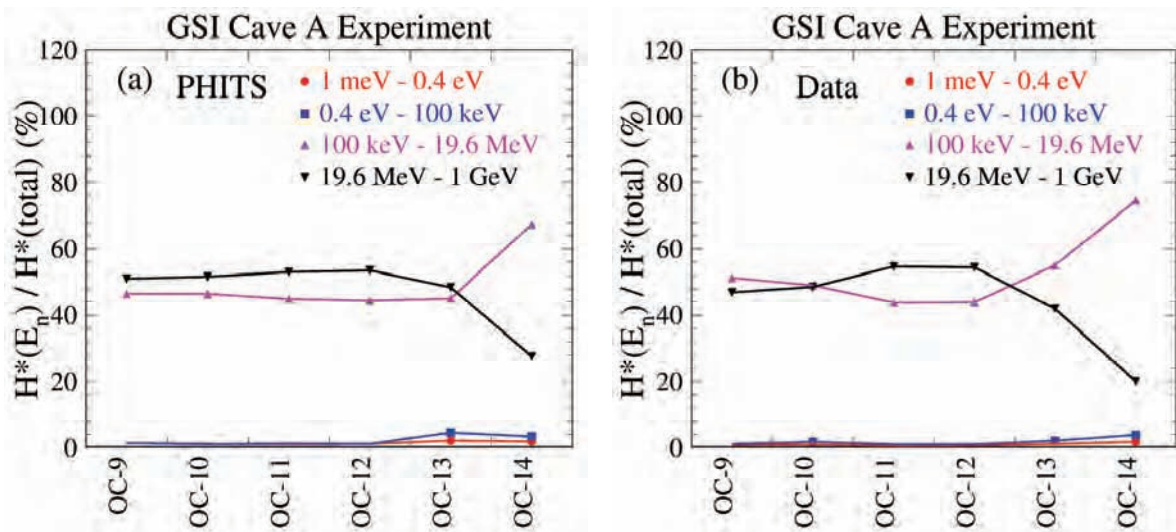 GSI Cave A Experiment
(a) PHITS
1 meV - 0.4 eV
0.4 eV - 100 keV
100 keV - 19.6 MeV
19.6 MeV - 1 GeV
H*(E_n) / H*(total) (%)
120
100
80
60
40
20
0
OC-9
OC-10
OC-11
OC-12
OC-13
OC-14
GSI Cave A Experiment
(b) Data
1 meV - 0.4 eV
0.4 eV - 100 keV
100 keV - 19.6 MeV
19.6 MeV - 1 GeV
H*(E_n) / H*(total) (%)
120
100
80
60
40
20
0
OC-9
OC-10
OC-11
OC-12
OC-13
OC-14